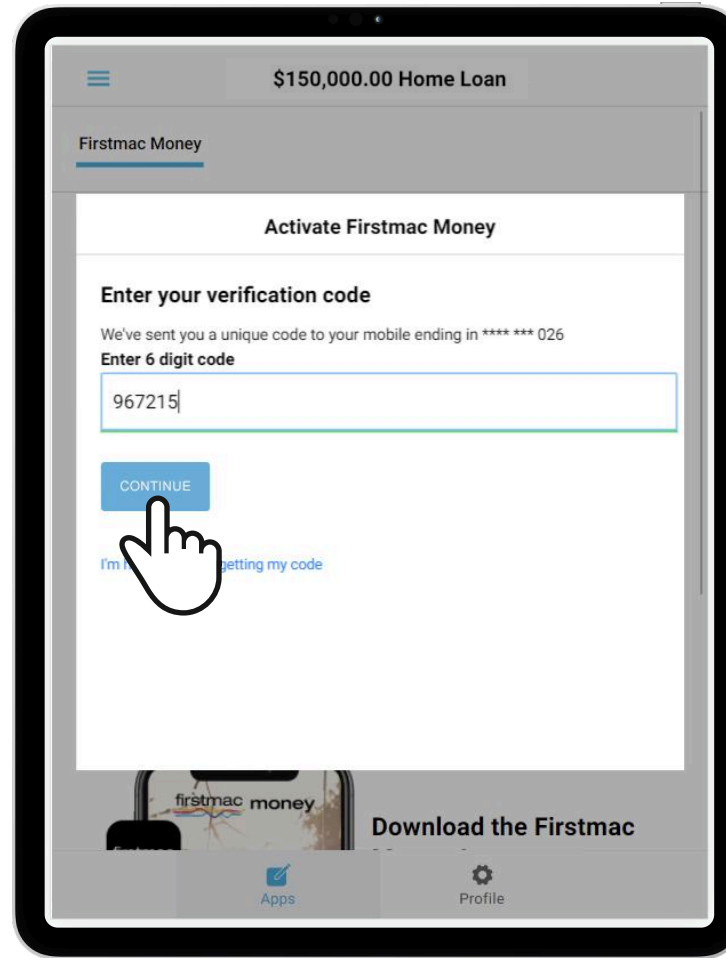 $150,000.00 Home Loan
Firstmac Money
Activate Firstmac Money
Enter your verification code
We've sent you a unique code to your mobile ending in **** *** 026
Enter 6 digit code
967215
CONTINUE
I'm getting my code
firstmac money
Download the Firstmac
Apps
Profile